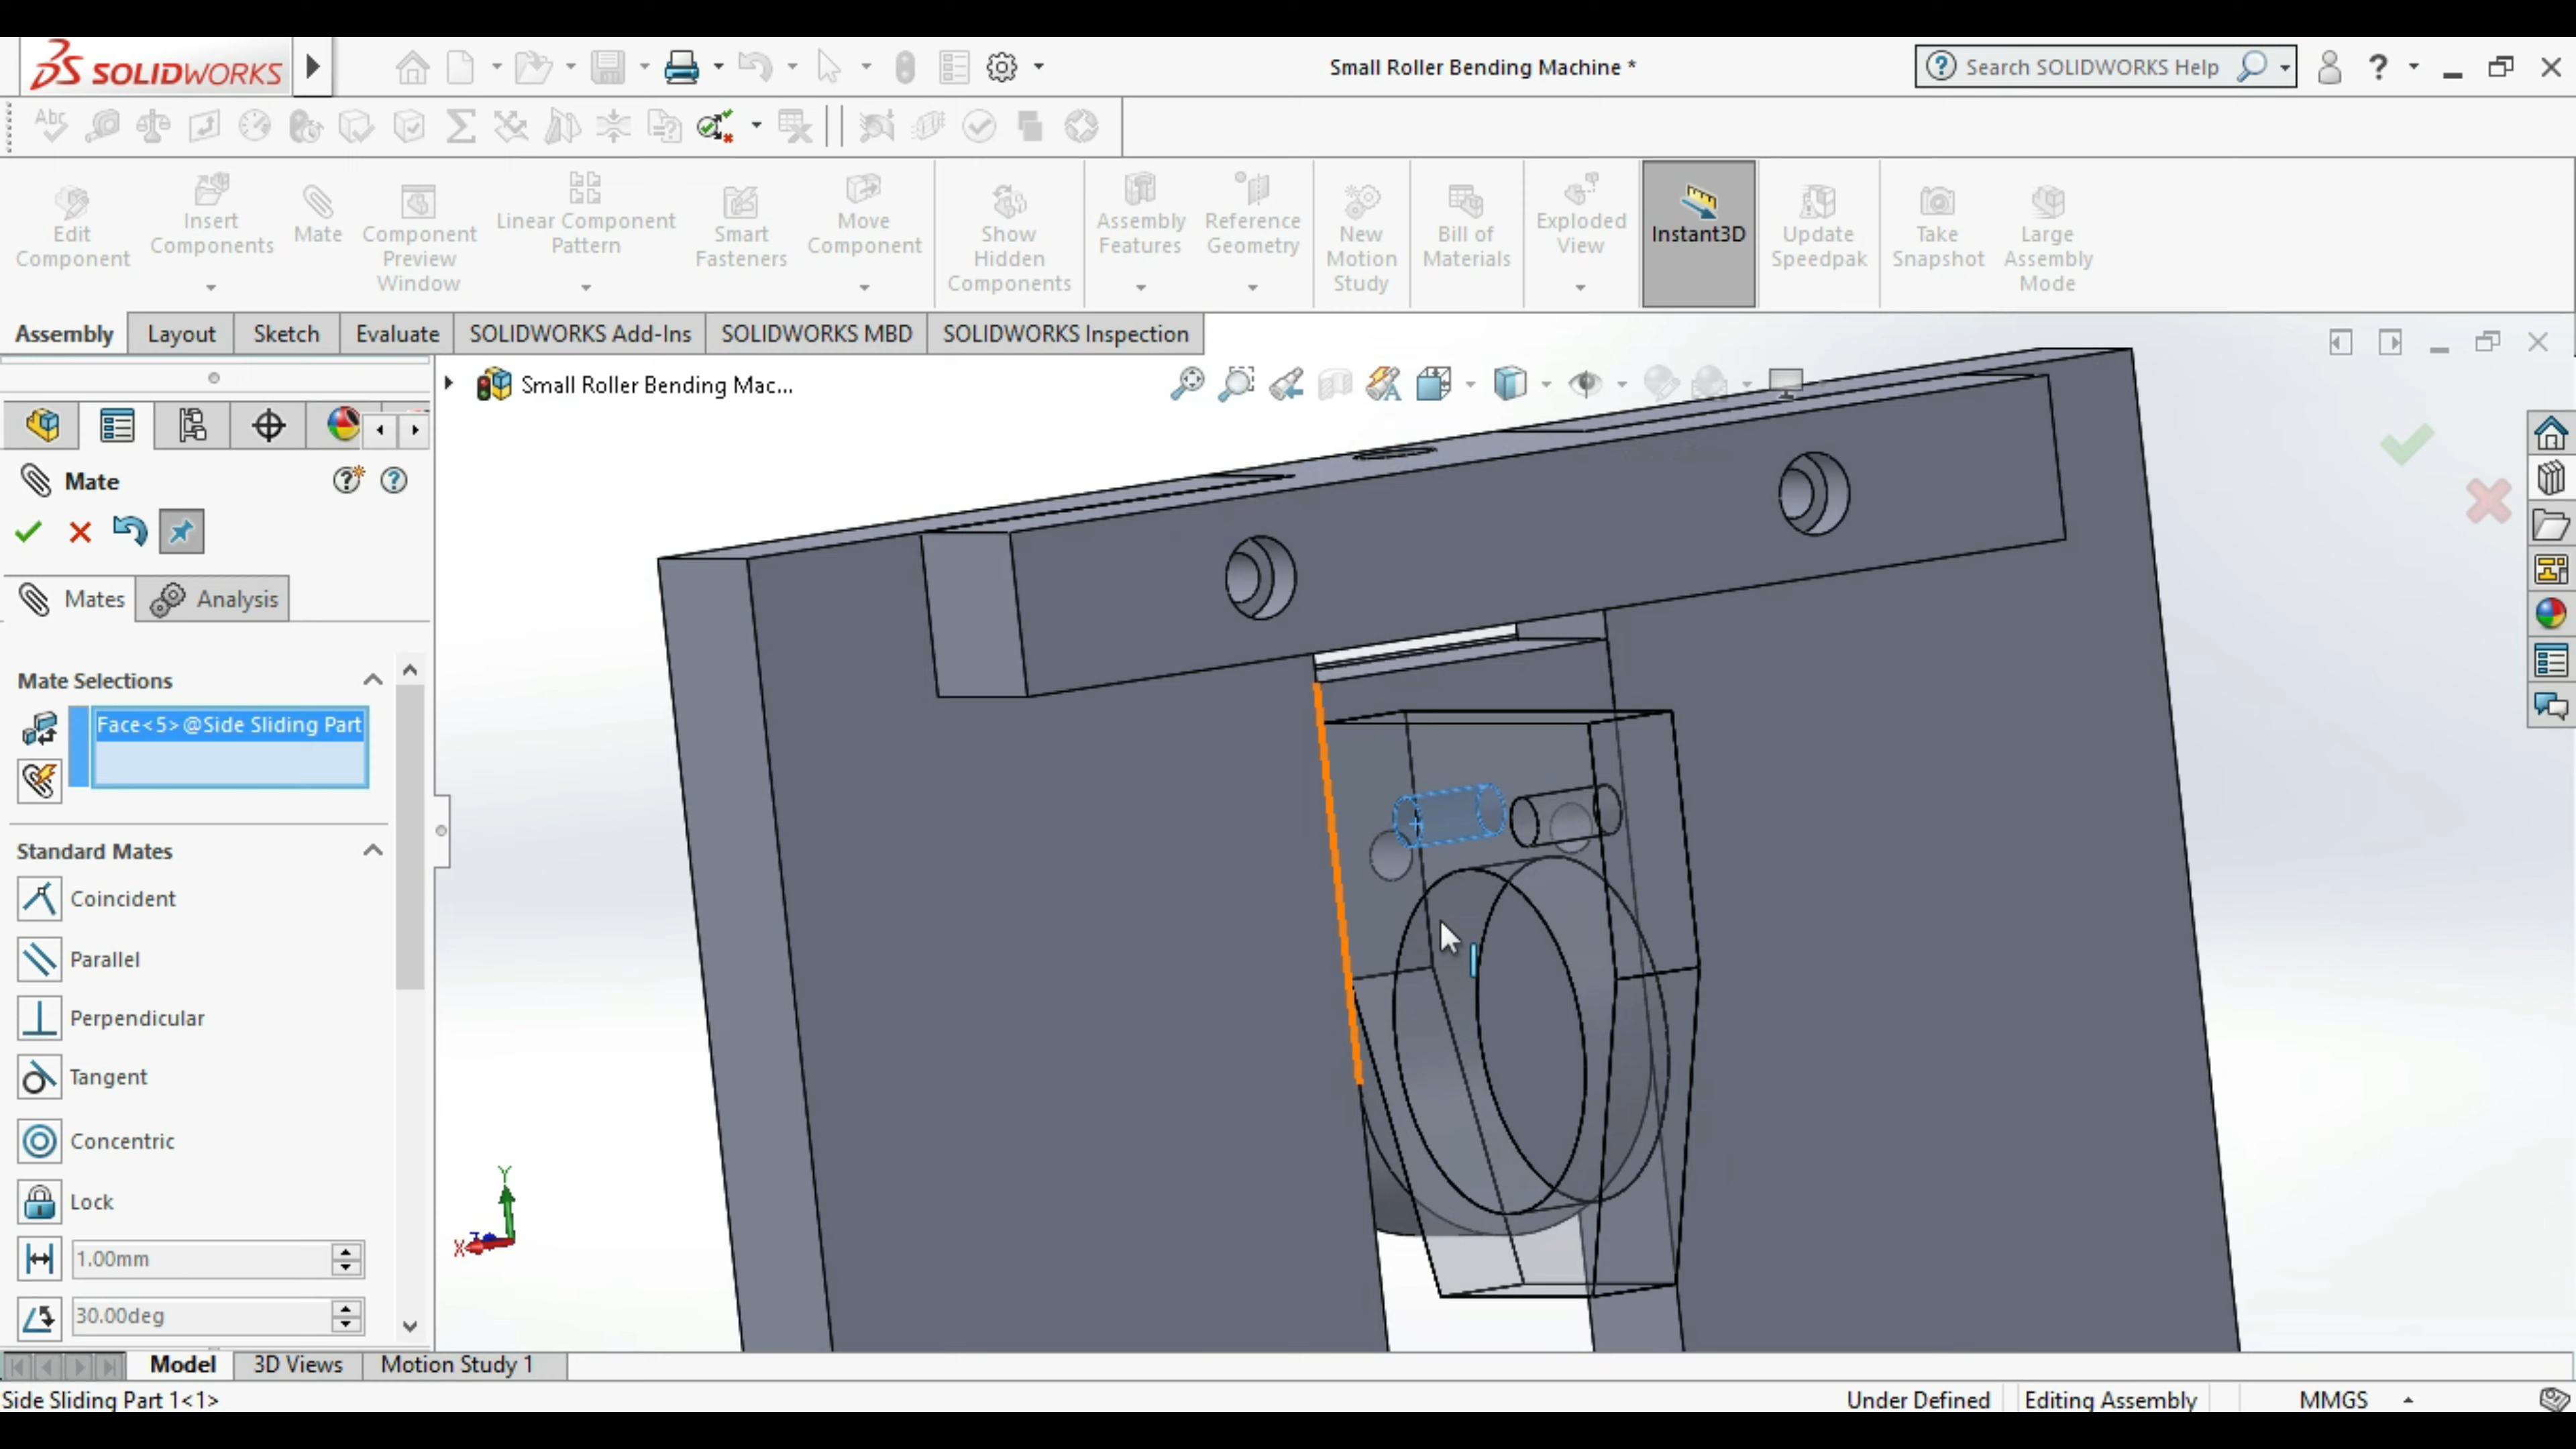 SOLIDWORKS
Small Roller Bending Machine *
Search SOLIDWORKS Help
?
Abc
Edit
Component
Insert
Components
Mate
Component
Preview
Window
Linear Component
Pattern
Smart
Fasteners
Move
Component
Show
Hidden
Components
Assembly
Features
Reference
Geometry
New
Motion
Study
Bill of
Materials
Exploded
View
Instant3D
Update
Speedpak
Take
Snapshot
Large
Assembly
Mode
Assembly
Layout
Sketch
Evaluate
SOLIDWORKS Add-Ins
SOLIDWORKS MBD
SOLIDWORKS Inspection
Small Roller Bending Mac...
Mate
Mates
Analysis
Mate Selections
Face<5>@Side Sliding Part
Standard Mates
Coincident
Parallel
Perpendicular
Tangent
Concentric
Lock
1.00mm
30.00deg
Y
X
Z
Model
3D Views
Motion Study 1
Side Sliding Part 1<1>
Under Defined
Editing Assembly
MMGS